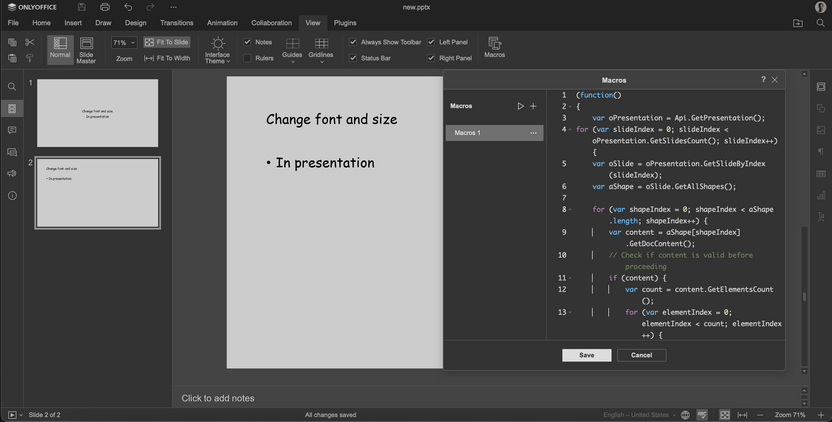 ONLYOFFICE
new.pptx
File Home Insert Draw Design Transitions Animation Collaboration View Plugins
Normal
Slide Master
71%
Zoom
Fit To Slide
Fit To Width
Interface Theme
Notes
Rulers
Guides
Gridlines
Always Show Toolbar
Status Bar
Left Panel
Right Panel
Macros
1
Change font and size
In presentation
2
Change font and size
• In presentation
Change font and size
• In presentation
Macros
?
Macros
Macros 1
1 (function()
2 {
3 var oPresentation = Api.GetPresentation();
4 for (var slideIndex = 0; slideIndex <
oPresentation.GetSlidesCount(); slideIndex++)
{
5 var oSlide = oPresentation.GetSlideByIndex
(slideIndex);
6 var aShape = oSlide.GetAllShapes();
7
8 for (var shapeIndex = 0; shapeIndex < aShape
.length; shapeIndex++) {
9 var content = aShape[shapeIndex]
.GetDocContent();
10 // Check if content is valid before
proceeding
11 if (content) {
12 var count = content.GetElementsCount
();
13 for (var elementIndex = 0;
elementIndex < count; elementIndex
++) {
Save
Cancel
Click to add notes
Slide 2 of 2
All changes saved
English – United States
Zoom 71%